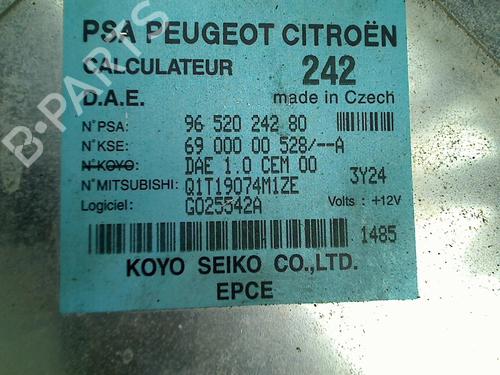 PSA PEUGEOT CITROËN
CALCULATEUR 242
D.A.E. made in Czech
N°PSA: 96 520 242 80
N°KSE: 69 000 00 528/--A
N°KOYO: DAE 1.0 CEM 00
N°MITSUBISHI: Q1T19074M1ZE 3Y24
Logiciel: G025542A Volts : +12V
1485
KOYO SEIKO CO.,LTD.
EPCE
B-PARTS